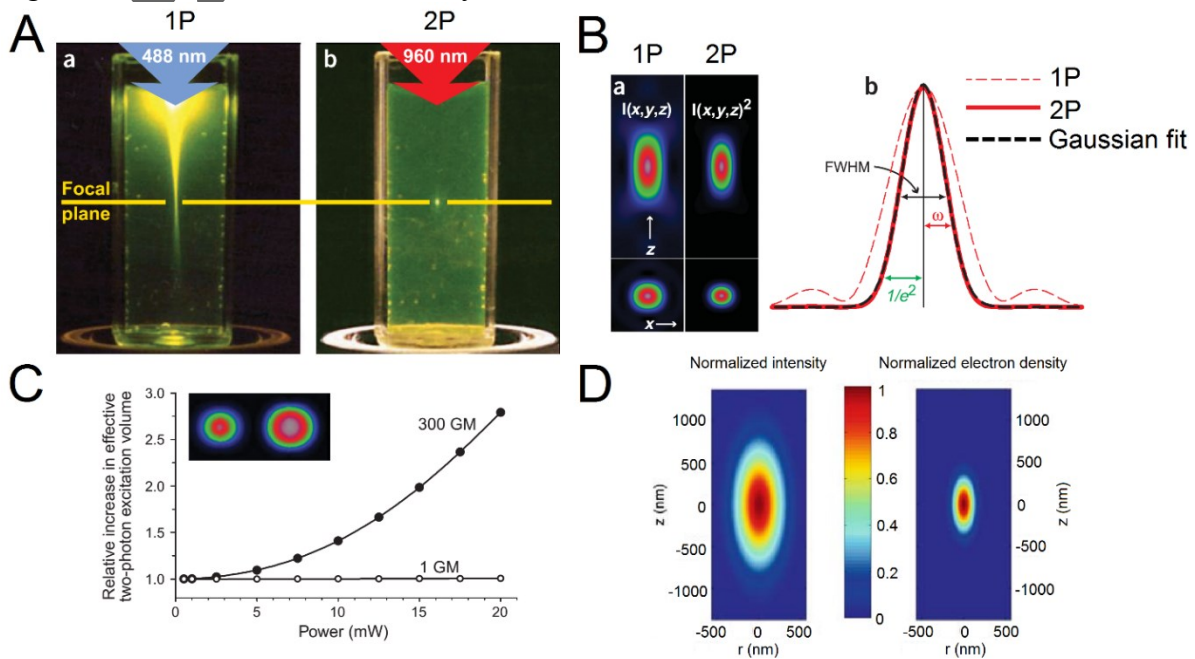 1P
2P
A
a
488 nm
b
960 nm
Focal
plane
B
1P
2P
a
I(x,y,z)
I(x,y,z)²
z
x
b
1P
2P
Gaussian fit
FWHM
ω
1/e²
C
Relative increase in effective
two-photon excitation volume
3.0
2.5
2.0
1.5
1.0
300 GM
1 GM
0
5
10
15
20
Power (mW)
D
Normalized intensity
Normalized electron density
z (nm)
1000
500
0
-500
-1000
-500
0
500
r (nm)
1
0.8
0.6
0.4
0.2
0
1000
500
0
-500
-1000
z (nm)
-500
0
500
r (nm)